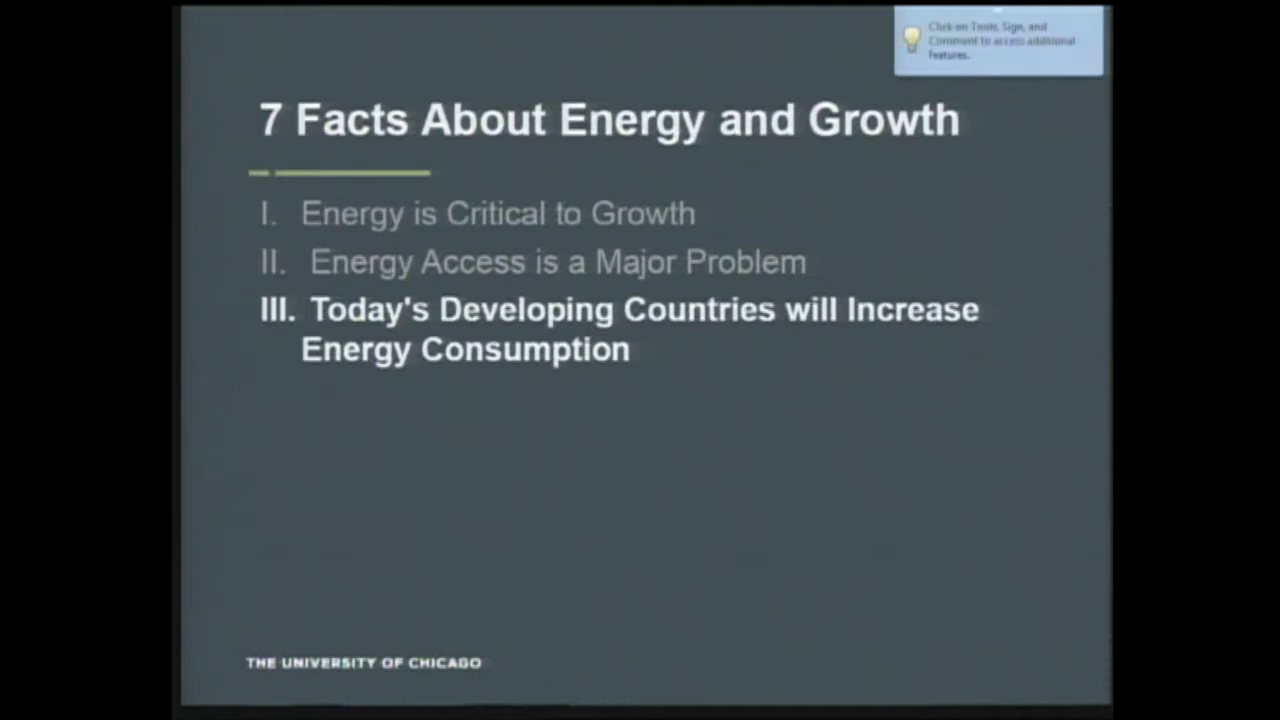 Click on Tools, Sign, and
Comment to access additional
features.
7 Facts About Energy and Growth
I. Energy is Critical to Growth
II. Energy Access is a Major Problem
III. Today's Developing Countries will Increase
Energy Consumption
THE UNIVERSITY OF CHICAGO